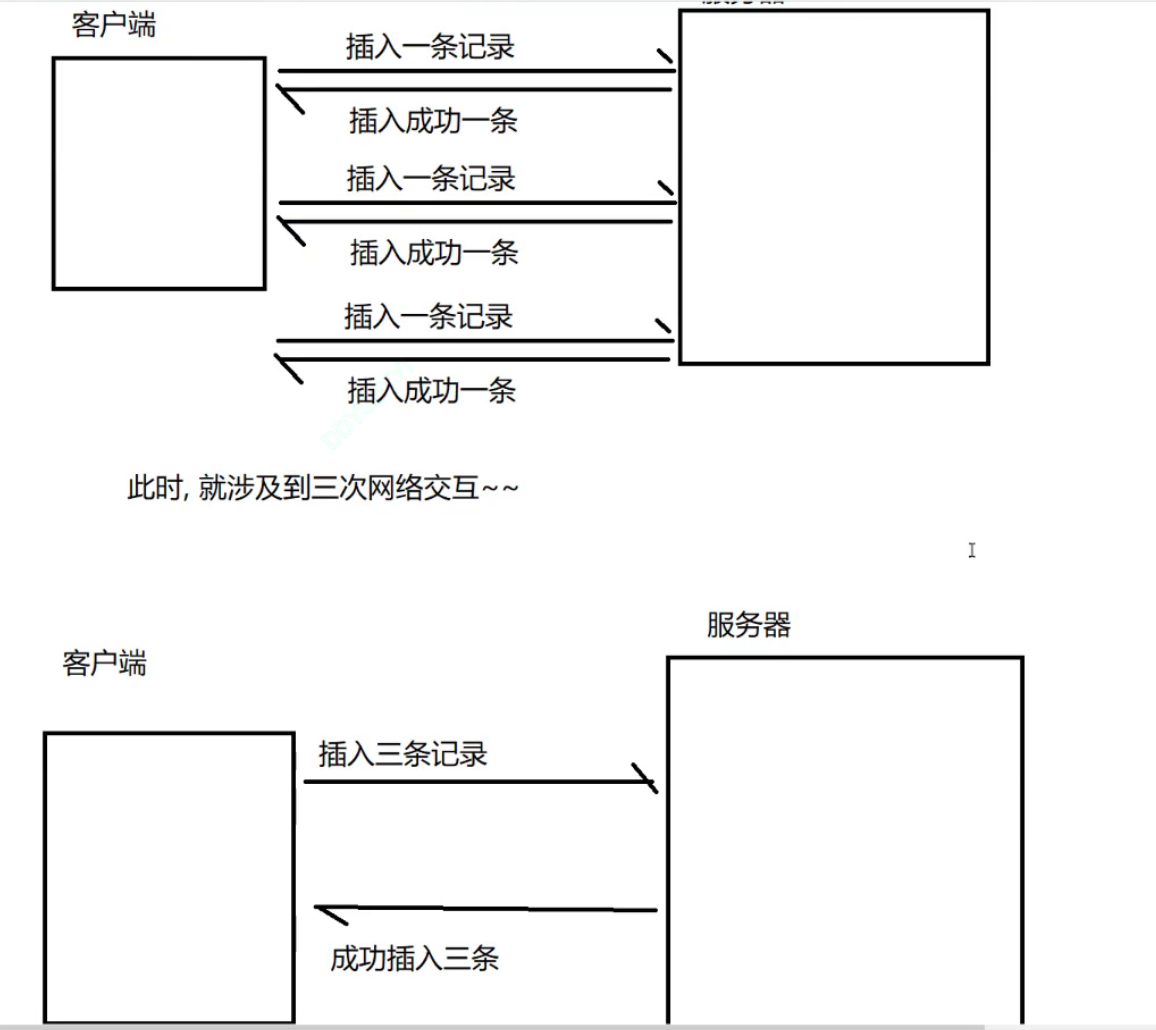 客户端
插入一条记录
插入成功一条
插入一条记录
插入成功一条
插入一条记录
插入成功一条
此时, 就涉及到三次网络交互~~
服务器
客户端
插入三条记录
成功插入三条